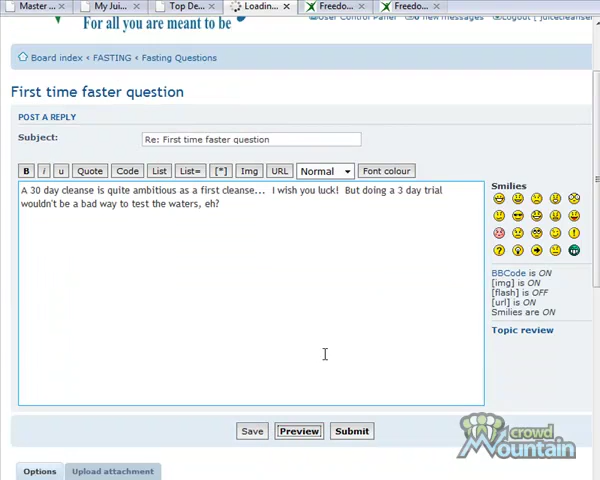 Master ...
My Jui...
Top De...
Loadin...
Freedo...
Freedo...
For all you are meant to be
User Control Panel
new messages
Logout [ juicecleanser
Board index ‹ FASTING ‹ Fasting Questions
First time faster question
POST A REPLY
Subject:
Re: First time faster question
B i u Quote Code List List= [*] Img URL Normal Font colour
A 30 day cleanse is quite ambitious as a first cleanse... I wish you luck! But doing a 3 day trial
wouldn't be a bad way to test the waters, eh?
Smilies
BBCode is ON
[img] is ON
[flash] is OFF
[url] is ON
Smilies are ON
Topic review
Save Preview Submit
crowd
Mountain
Options Upload attachment